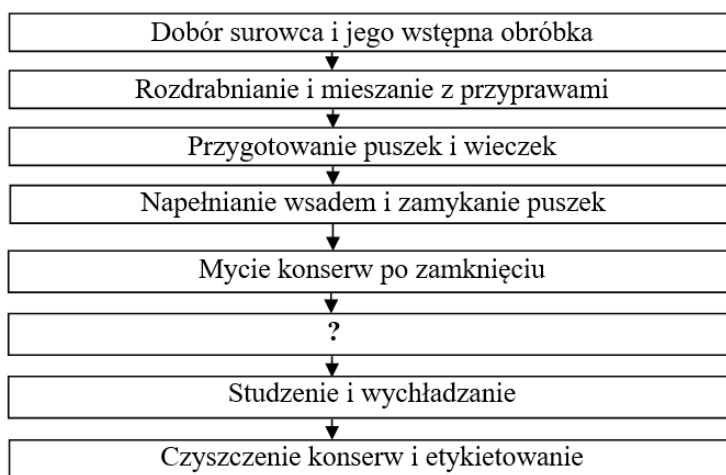 Dobór surowca i jego wstępna obróbka
Rozdrabnianie i mieszanie z przyprawami
Przygotowanie puszek i wieczek
Napełnianie wsadem i zamykanie puszek
Mycie konserw po zamknięciu
?
Studzenie i wychładzanie
Czyszczenie konserw i etykietowanie